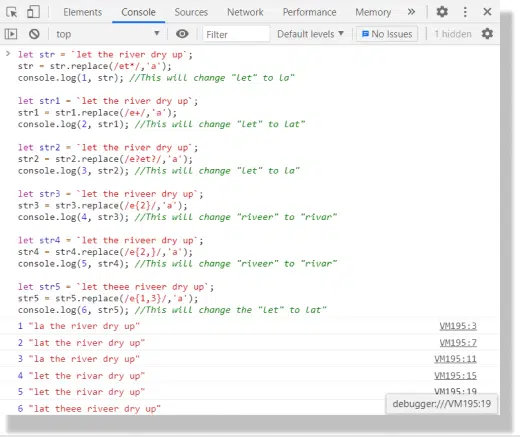 Elements Console Sources Network Performance Memory »
top Filter Default levels No Issues 1 hidden
> let str = `let the river dry up`;
str = str.replace(/et*/,'a');
console.log(1, str); //This will change "let" to la”
let str1 = `let the river dry up`;
str1 = str1.replace(/e+/,'a');
console.log(2, str1); //This will change "let" to lat”
let str2 = `let the river dry up`;
str2 = str2.replace(/e?et?/,'a');
console.log(3, str2); //This will change "let" to la”
let str3 = `let the riveer dry up`;
str3 = str3.replace(/e{2}/,'a');
console.log(4, str3); //This will change “riveer” to “rivar”
let str4 = `let the riveer dry up`;
str4 = str4.replace(/e{2,}/,'a');
console.log(5, str4); //This will change “riveer” to “rivar”
let str5 = `let theee riveer dry up`;
str5 = str5.replace(/e{1,3}/,'a');
console.log(6, str5); //This will change the "let" to lat”
1 "la the river dry up" VM195:3
2 "lat the river dry up" VM195:7
3 "la the river dry up" VM195:11
4 "let the rivar dry up" VM195:15
5 "let the rivar dry up" VM195:19
6 "lat theee riveer dry up" debugger:///VM195:19